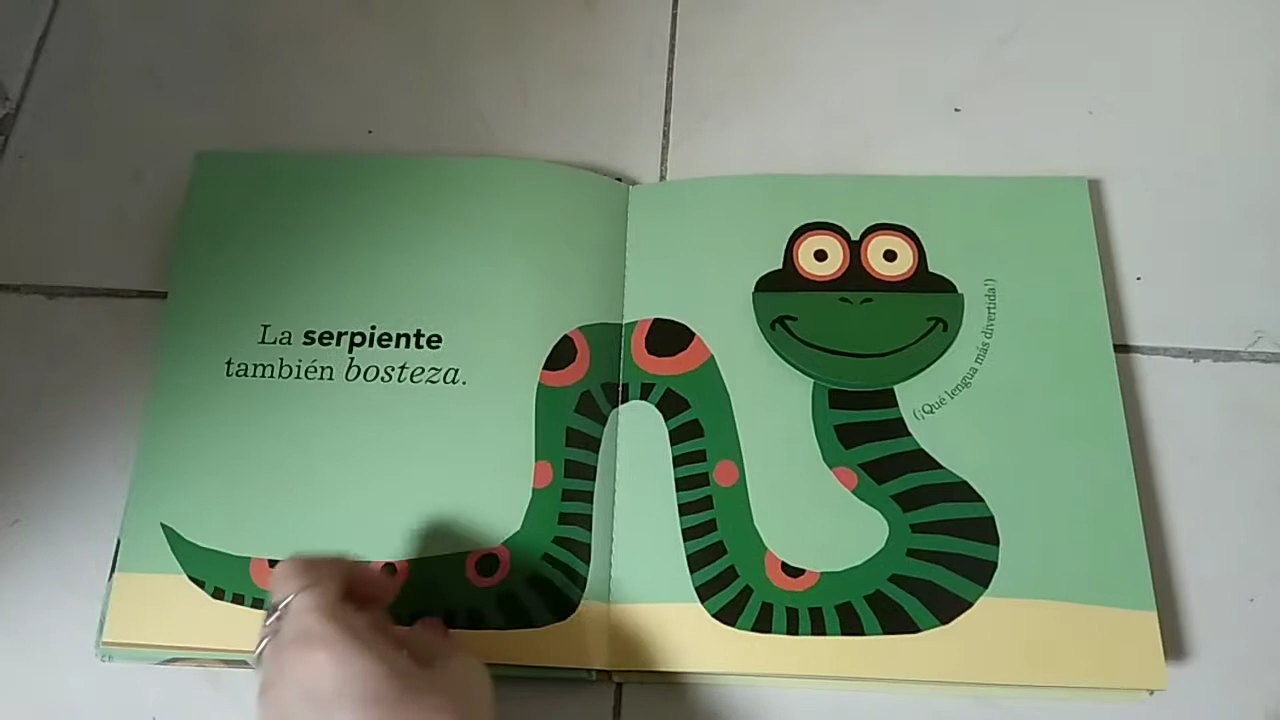 La serpiente
también bosteza.
(¡Qué lengua más divertida!)